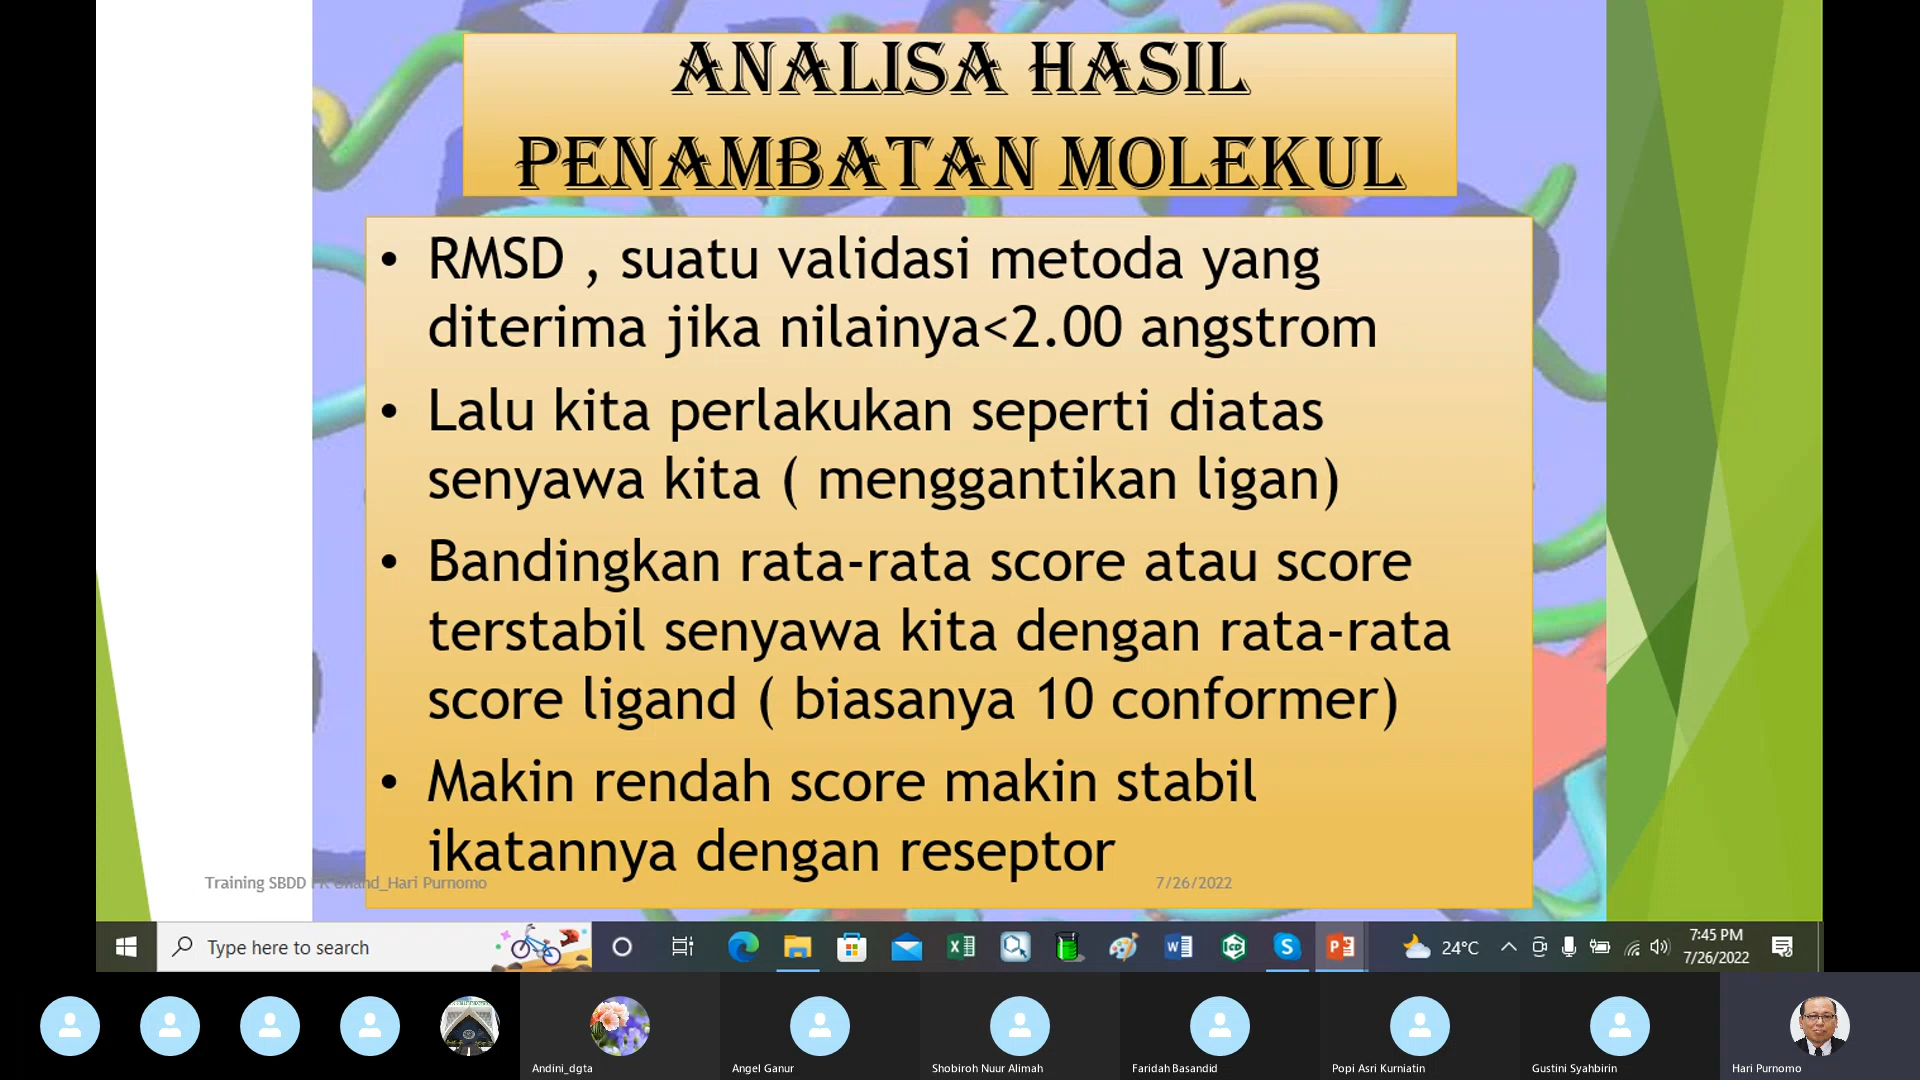 ANALISA HASIL
PENAMBATAN MOLEKUL
• RMSD , suatu validasi metoda yang
diterima jika nilainya<2.00 angstrom
• Lalu kita perlakukan seperti diatas
senyawa kita ( menggantikan ligan)
• Bandingkan rata-rata score atau score
terstabil senyawa kita dengan rata-rata
score ligand ( biasanya 10 conformer)
• Makin rendah score makin stabil
ikatannya dengan reseptor
Training SBDD Unand_Hari Purnomo
7/26/2022
Type here to search
24°C
7:45 PM
7/26/2022
Andini_dgta
Angel Ganur
Shobiroh Nuur Alimah
Faridah Basandid
Popi Asri Kurniatin
Gustini Syahbirin
Hari Purnomo